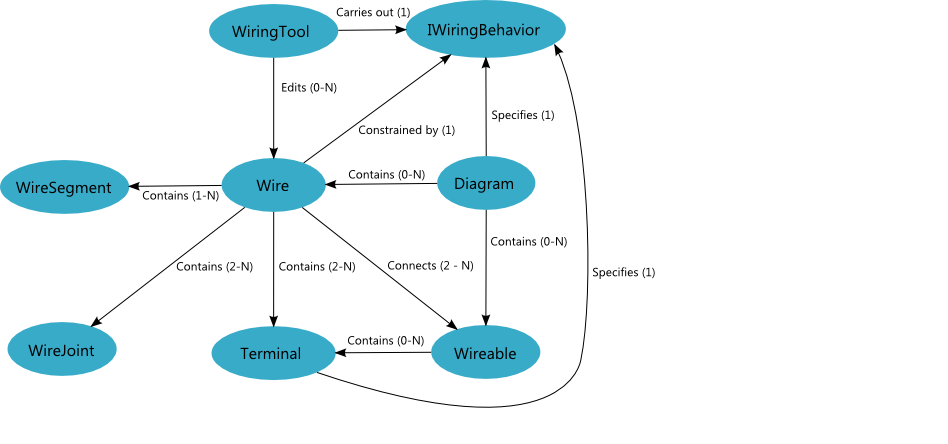 Carries out (1)
WiringTool
IWiringBehavior
Edits (0-N)
Specifies (1)
Constrained by (1)
Contains (0-N)
WireSegment
Wire
Diagram
Contains (1-N)
Contains (0-N)
Contains (2-N)
Contains (2-N)
Connects (2 - N)
Specifies (1)
Contains (0-N)
WireJoint
Terminal
Wireable